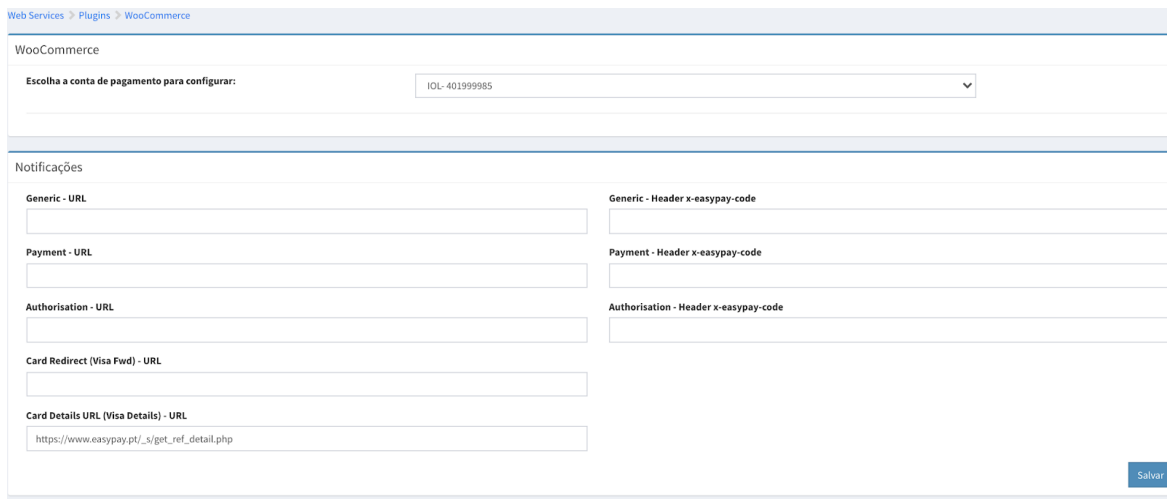 Web Services > Plugins > WooCommerce
WooCommerce
Escolha a conta de pagamento para configurar:
IOL- 401999985
Notificações
Generic - URL
Generic - Header x-easypay-code
Payment - URL
Payment - Header x-easypay-code
Authorisation - URL
Authorisation - Header x-easypay-code
Card Redirect (Visa Fwd) - URL
Card Details URL (Visa Details) - URL
https://www.easypay.pt/_s/get_ref_detail.php
Salvar